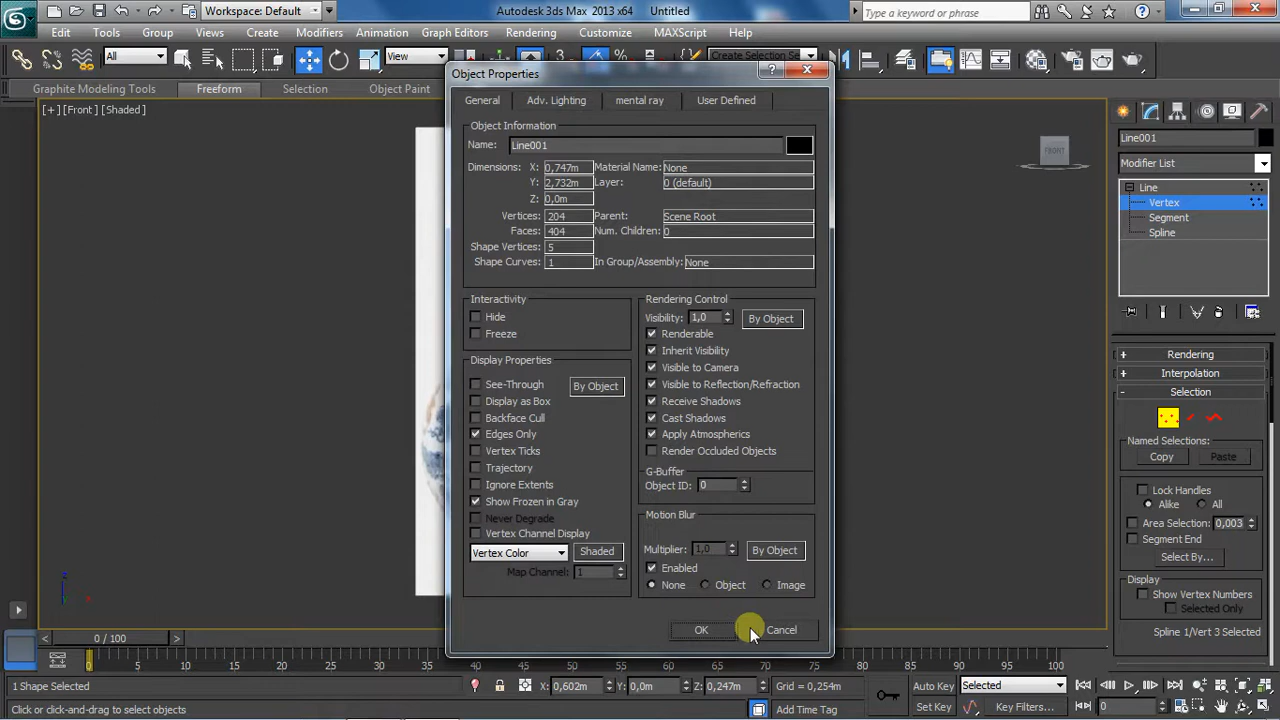 Workspace: Default
Autodesk 3ds Max 2013 x64 Untitled
Type a keyword or phrase
Edit Tools Group Views Create Modifiers Animation Graph Editors Rendering Customize MAXScript Help
All
View
Create Selection Se
Graphite Modeling Tools Freeform Selection Object Paint
[+] [Front] [Shaded]
FRONT
Object Properties
General Adv. Lighting mental ray User Defined
Object Information
Name: Line001
Dimensions: X: 0,747m Material Name: None
Y: 2,732m Layer: 0 (default)
Z: 0,0m
Vertices: 204 Parent: Scene Root
Faces: 404 Num. Children: 0
Shape Vertices: 5
Shape Curves: 1 In Group/Assembly: None
Interactivity
Hide
Freeze
Display Properties
See-Through By Object
Display as Box
Backface Cull
Edges Only
Vertex Ticks
Trajectory
Ignore Extents
Show Frozen in Gray
Never Degrade
Vertex Channel Display
Vertex Color Shaded
Map Channel: 1
Rendering Control
Visibility: 1,0 By Object
Renderable
Inherit Visibility
Visible to Camera
Visible to Reflection/Refraction
Receive Shadows
Cast Shadows
Apply Atmospherics
Render Occluded Objects
G-Buffer
Object ID: 0
Motion Blur
Multiplier: 1,0 By Object
Enabled
None Object Image
OK Cancel
Line001
Modifier List
Line
Vertex
Segment
Spline
Rendering
Interpolation
Selection
Named Selections:
Copy Paste
Lock Handles
Alike All
Area Selection: 0,003
Segment End
Select By...
Display
Show Vertex Numbers
Selected Only
Spline 1/Vert 3 Selected
0 / 100
0 5 10 15 20 25 30 35 40 45 50 55 60 65 70 75 80 85 90 95 100
1 Shape Selected X: 0,602m Y: 0,0m Z: 0,247m Grid = 0,254m Auto Key Selected
Click or click-and-drag to select objects Add Time Tag Set Key Key Filters... 0